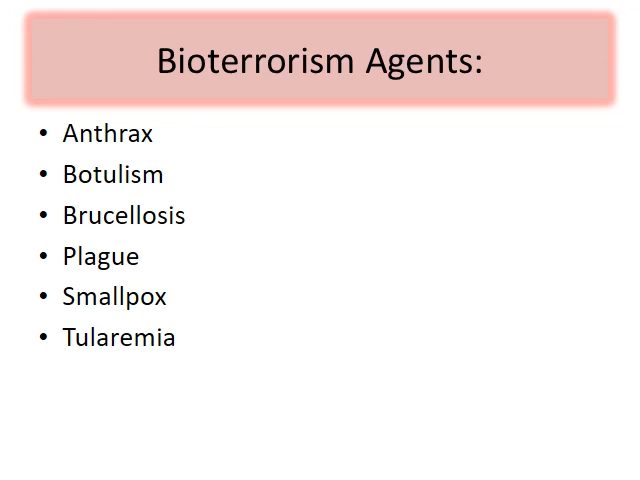 Bioterrorism Agents:
• Anthrax
• Botulism
• Brucellosis
• Plague
• Smallpox
• Tularemia